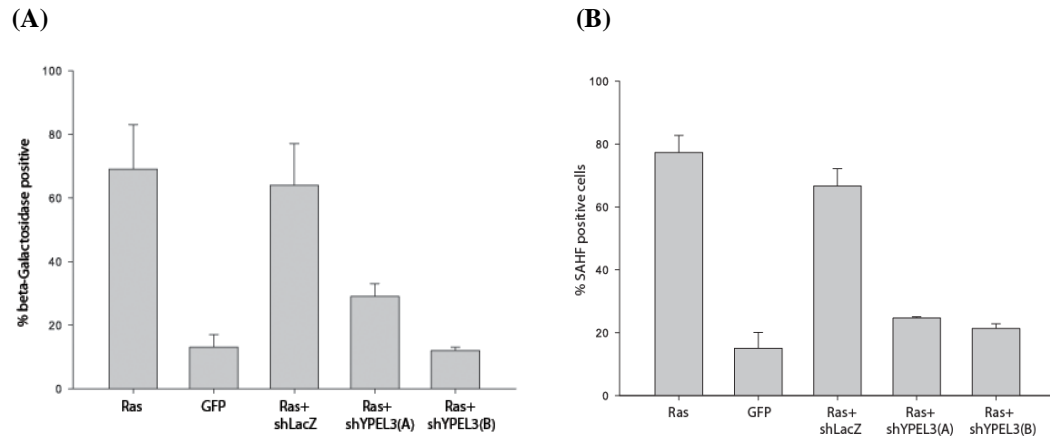 (A)
(B)
% beta-Galactosidase positive
100
80
60
40
20
0
Ras
GFP
Ras+
shLacZ
Ras+
shYPEL3(A)
Ras+
shYPEL3(B)
% SAHF positive cells
100
80
60
40
20
0
Ras
GFP
Ras+
shLacZ
Ras+
shYPEL3(A)
Ras+
shYPEL3(B)